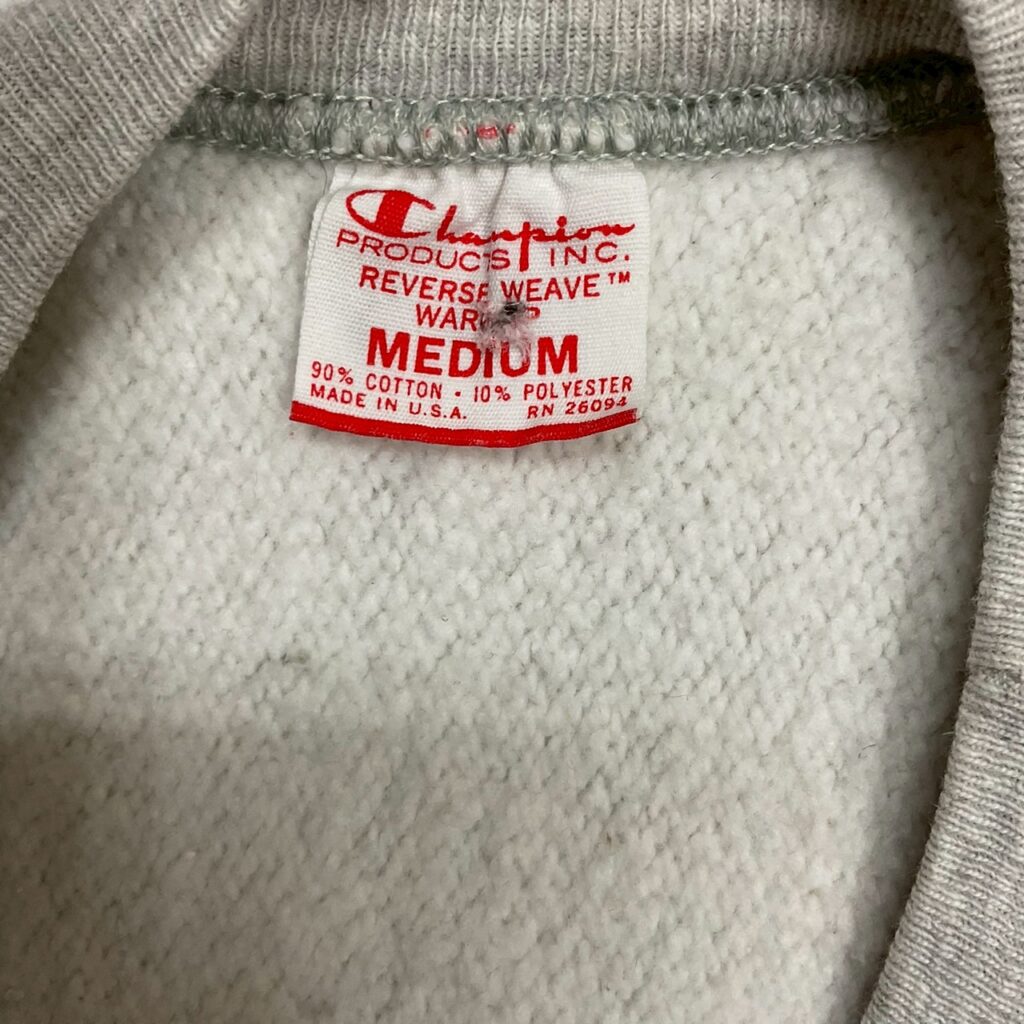 Champion
PRODUCTS INC.
REVERSE WEAVE™
MEDIUM
90% COTTON · 10% POLYESTER
MADE IN U.S.A. RN 26094